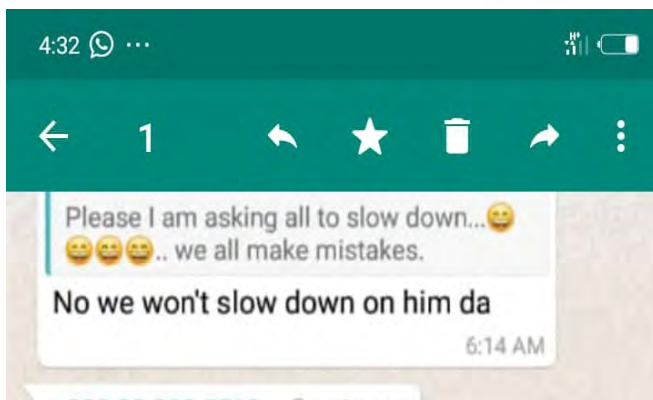 4:32
H+
1
Please I am asking all to slow down...😄
😄😄😄.. we all make mistakes.
No we won't slow down on him da
6:14 AM